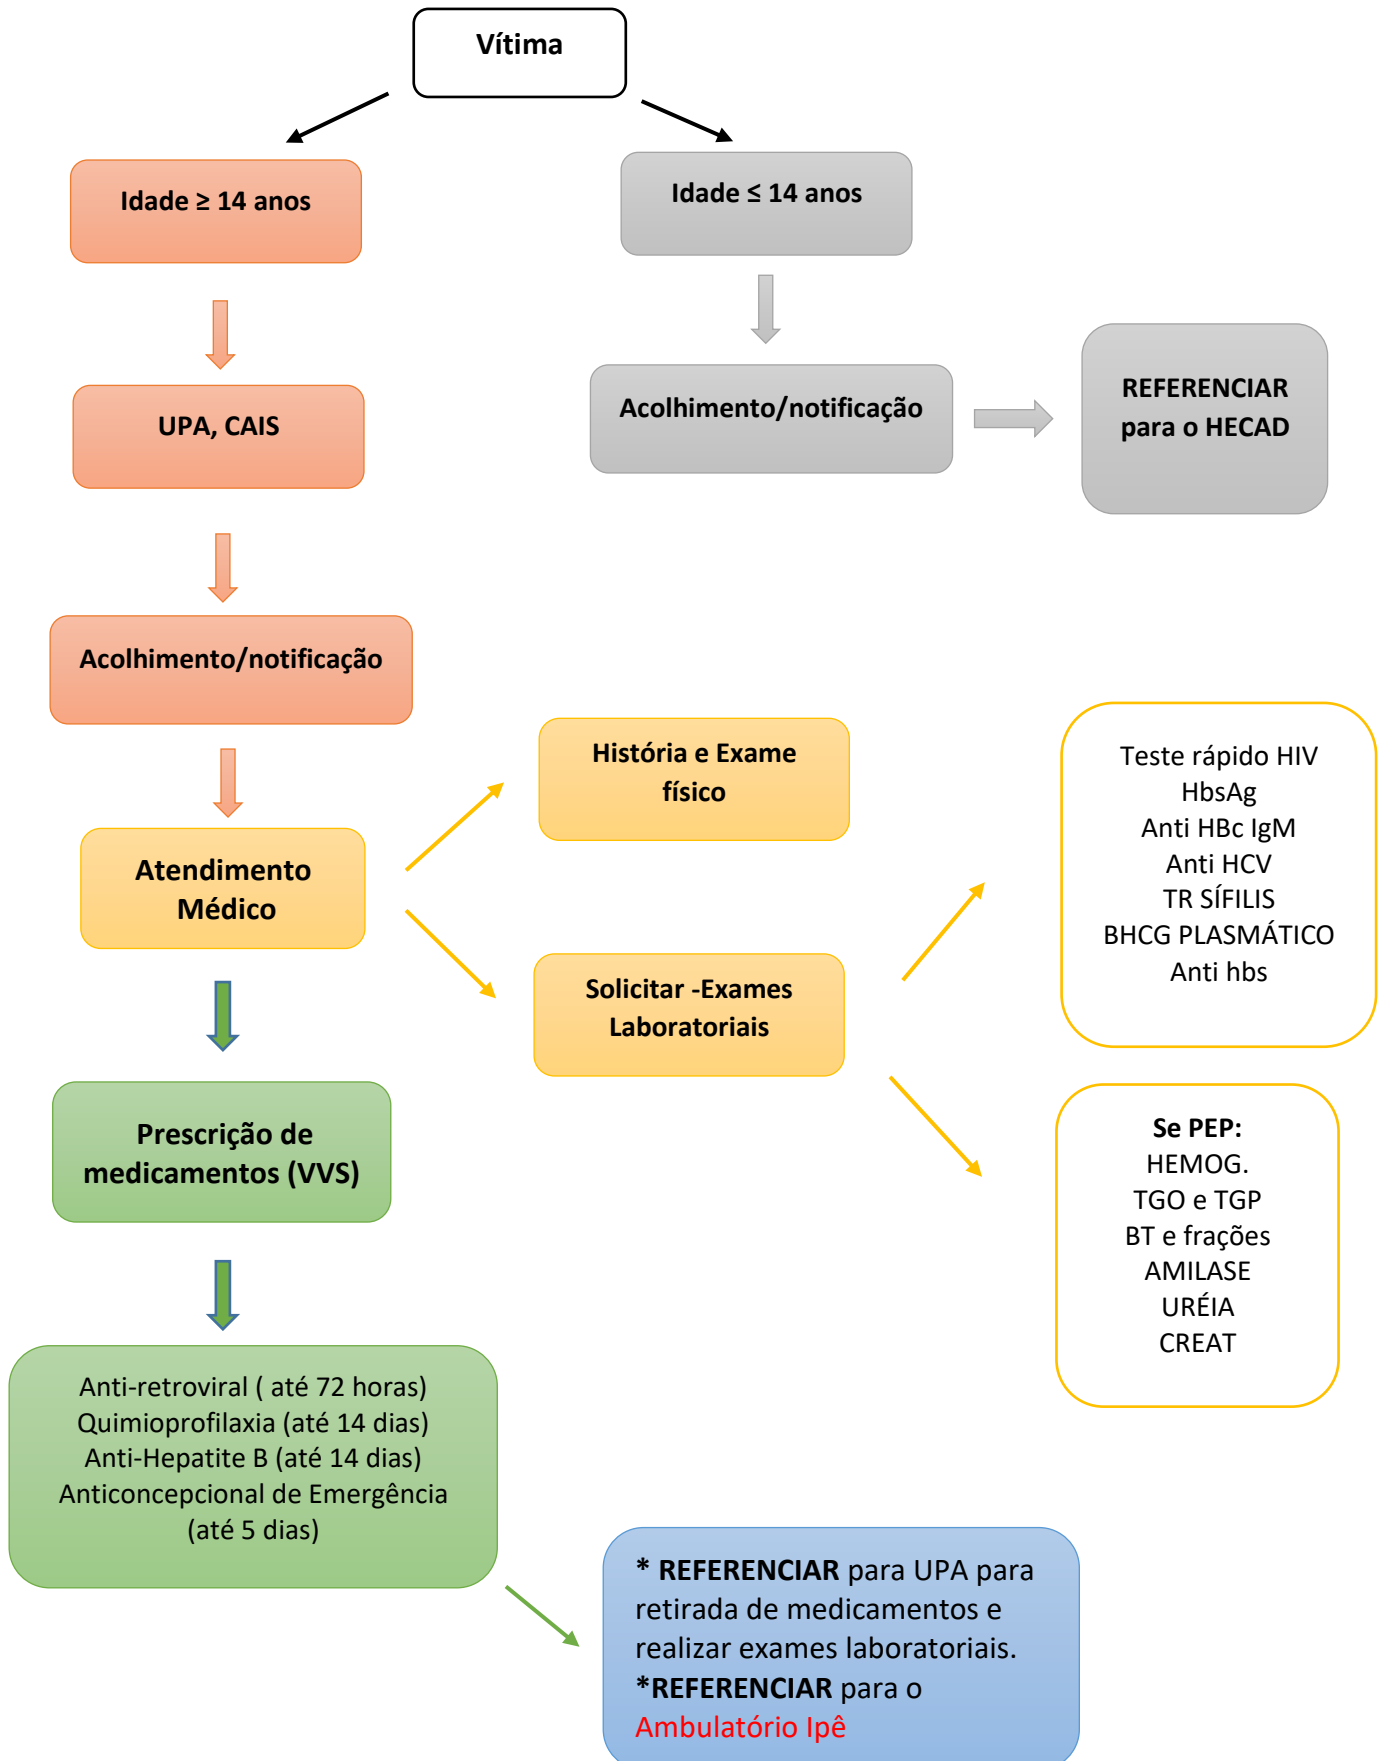 Vítima
Idade ≥ 14 anos
Idade ≤ 14 anos
UPA, CAIS
Acolhimento/notificação
REFERENCIAR
para o HECAD
Acolhimento/notificação
Atendimento
Médico
História e Exame
físico
Solicitar -Exames
Laboratoriais
Teste rápido HIV
HbsAg
Anti HBc IgM
Anti HCV
TR SÍFILIS
BHCG PLASMÁTICO
Anti hbs
Se PEP:
HEMOG.
TGO e TGP
BT e frações
AMILASE
URÉIA
CREAT
Prescrição de
medicamentos (VVS)
Anti-retroviral ( até 72 horas)
Quimioprofilaxia (até 14 dias)
Anti-Hepatite B (até 14 dias)
Anticoncepcional de Emergência
(até 5 dias)
* REFERENCIAR para UPA para
retirada de medicamentos e
realizar exames laboratoriais.
*REFERENCIAR para o
Ambulatório Ipê